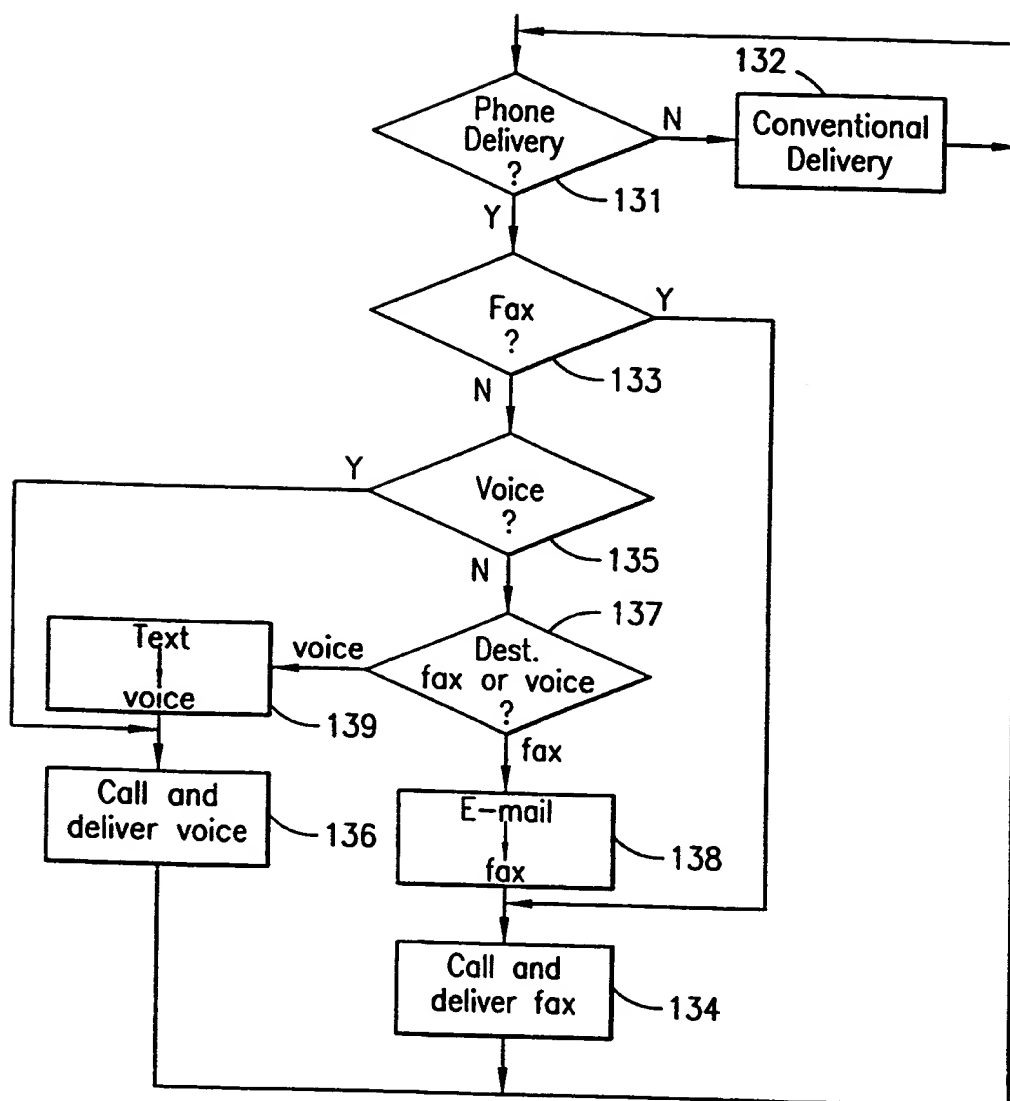 132
Phone
Delivery
?
N
Conventional
Delivery
131
Y
Fax
?
Y
133
N
Y
Voice
?
135
N
137
Text
voice
voice
Dest.
fax or voice
?
139
fax
Call and
deliver voice
136
E-mail
fax
138
Call and
deliver fax
134